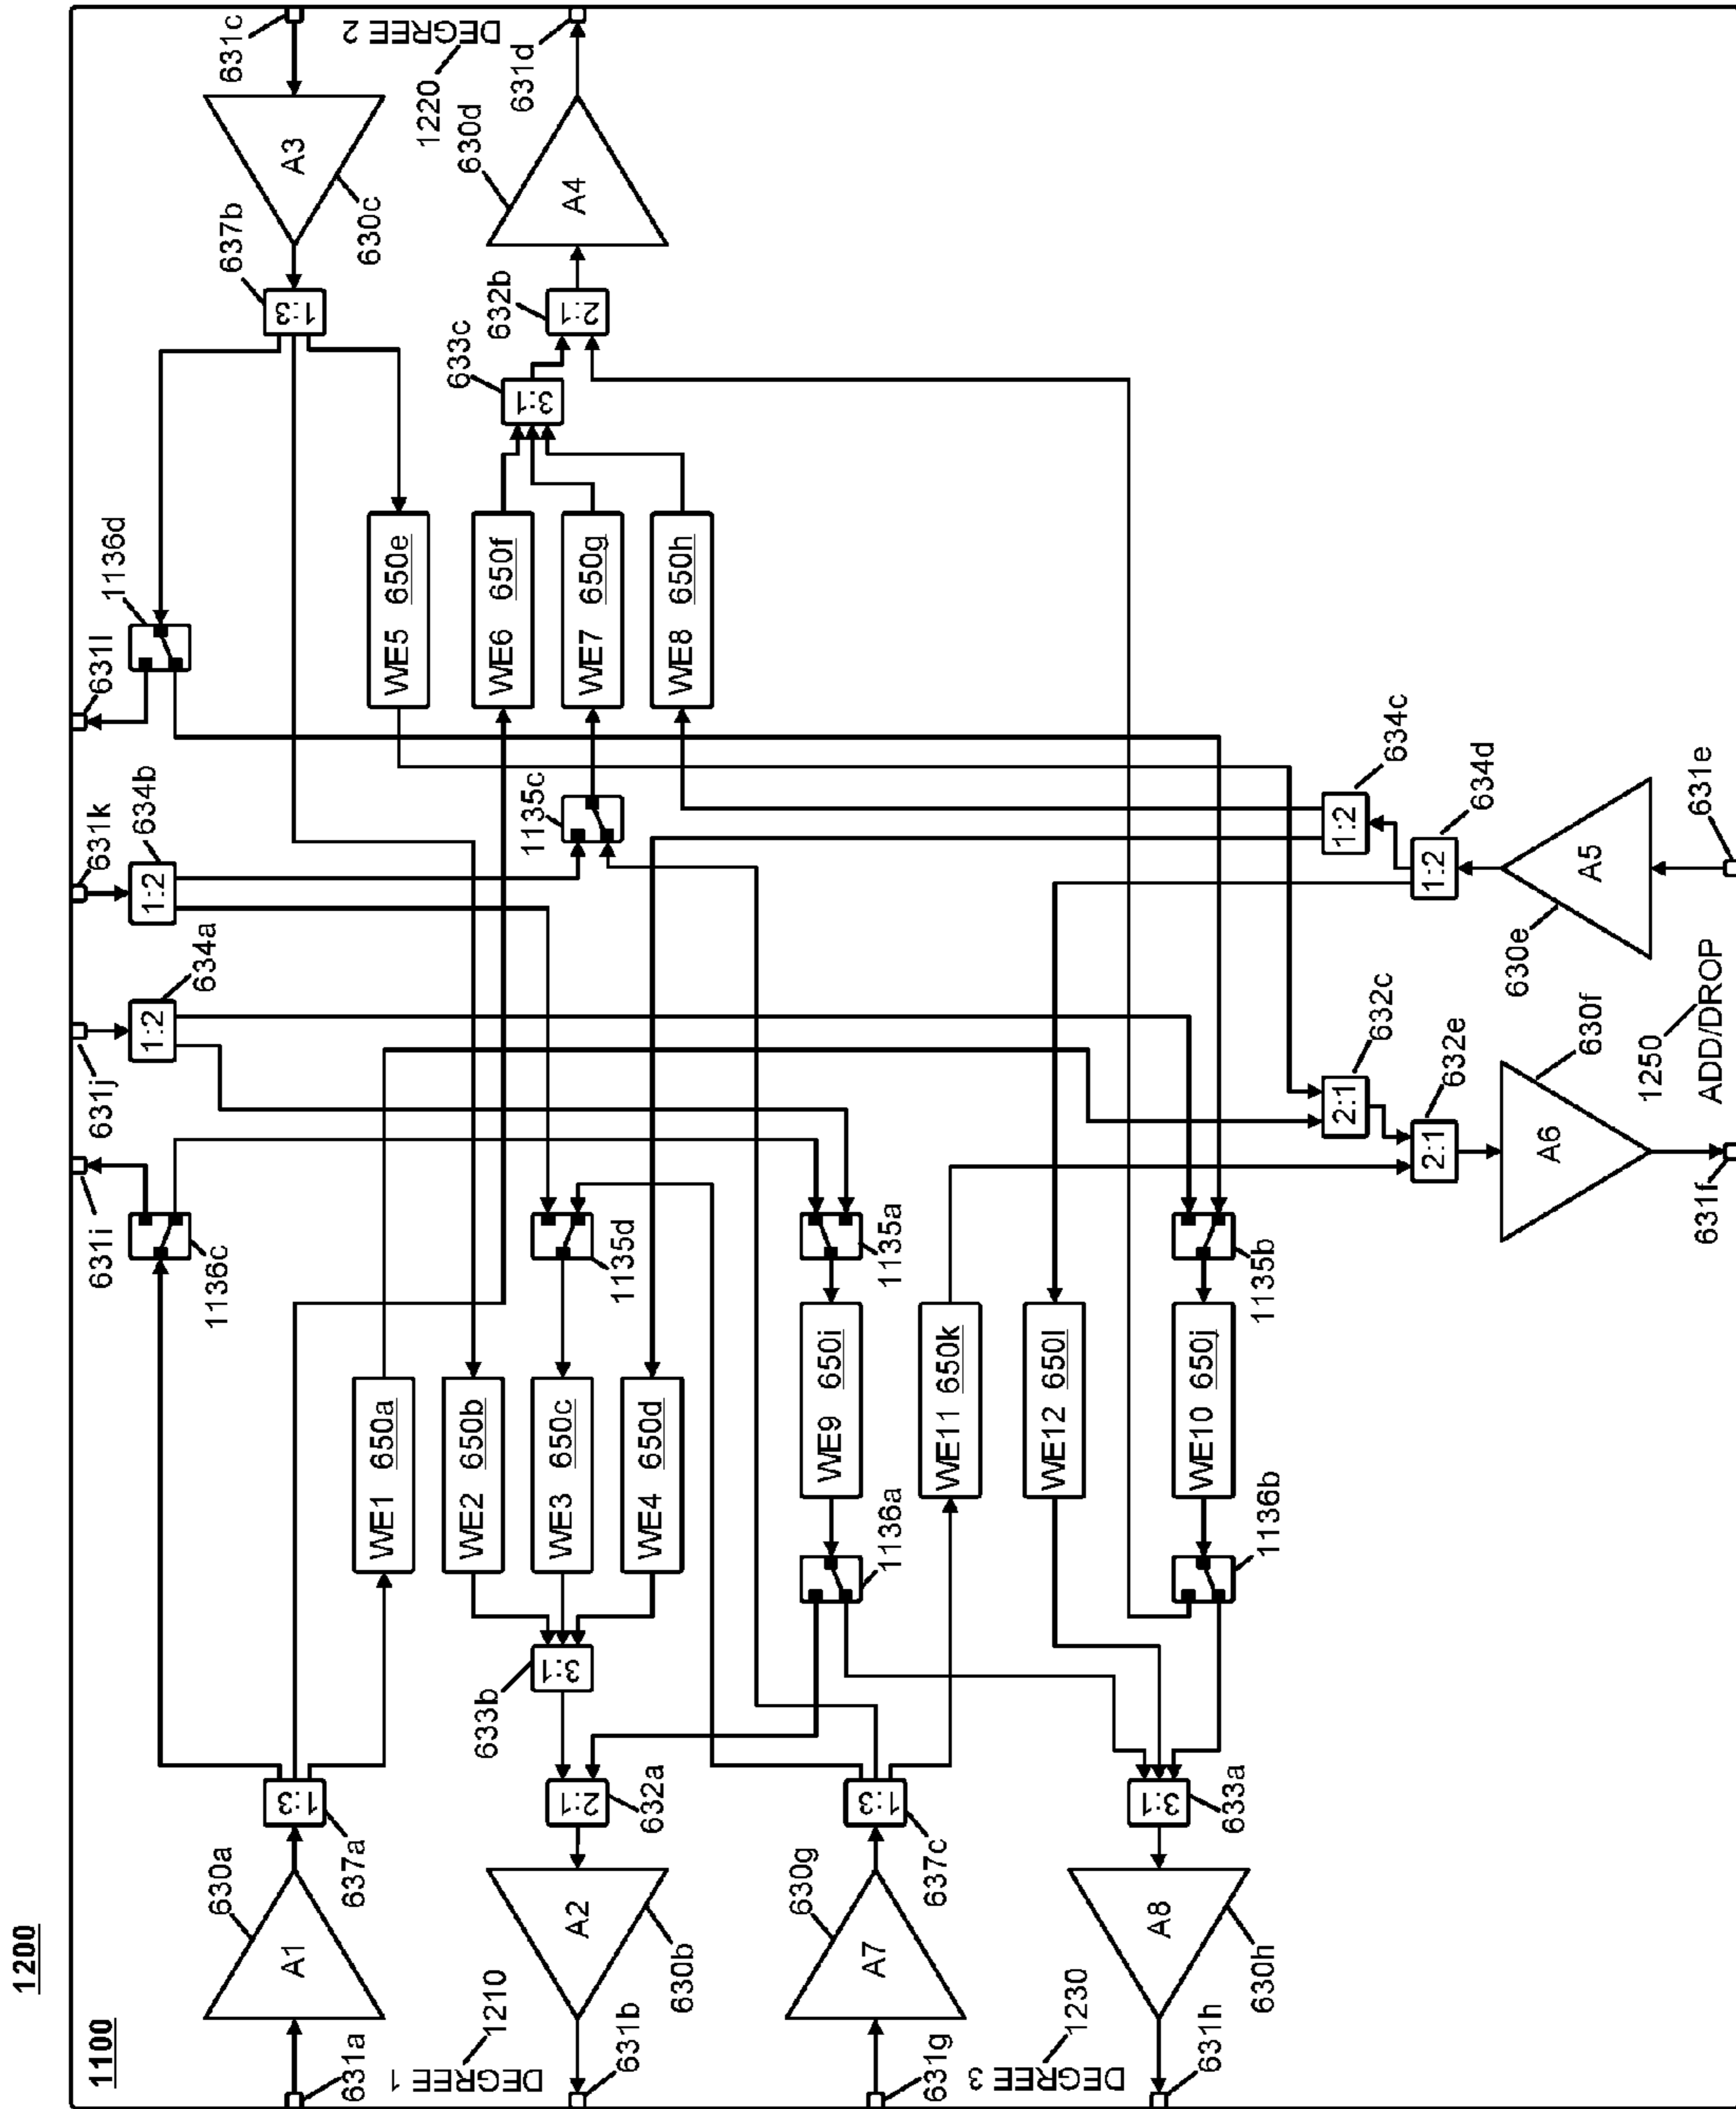 1200
1100
631a
A1
630a
637a
1:3
DEGREE 1
1210
631b
A2
630b
632a
2:1
633b
3:1
631g
A7
630g
637c
1:3
DEGREE 3
1230
631h
A8
630h
633a
3:1
WE1 650a
WE2 650b
WE3 650c
WE4 650d
1136a
WE9 650i
WE11 650k
WE12 650l
WE10 650j
1136b
1136c
631i
1135d
1135a
1135b
631j
634a
1:2
631k
634b
1:2
1135c
631l
1136d
WE5 650e
WE6 650f
WE7 650g
WE8 650h
633c
3:1
632b
2:1
637b
1:3
A3
630c
631c
DEGREE 2
1220
A4
630d
631d
632c
2:1
632e
2:1
A6
630f
631f
1250
ADD/DROP
634c
1:2
634d
1:2
A5
630e
631e